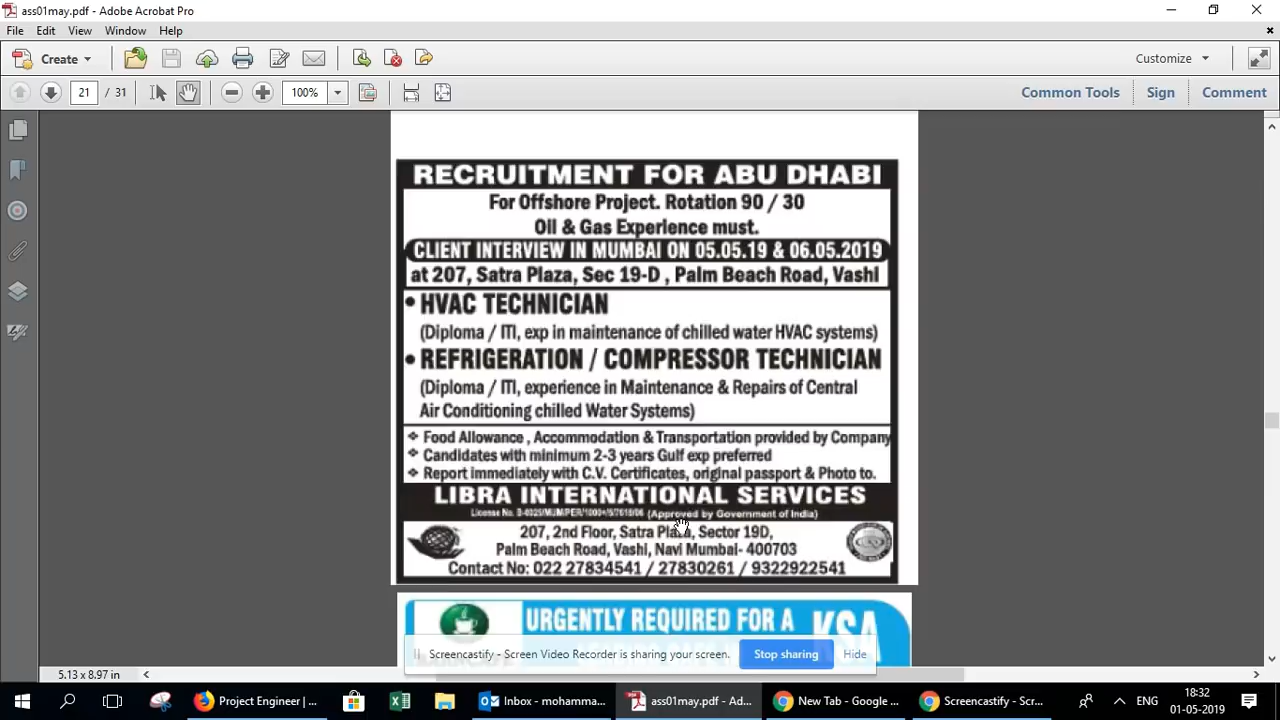 ass01may.pdf - Adobe Acrobat Pro
File Edit View Window Help
Create
Customize
21 / 31
100%
Common Tools Sign Comment
RECRUITMENT FOR ABU DHABI
For Offshore Project. Rotation 90 / 30
Oil & Gas Experience must.
CLIENT INTERVIEW IN MUMBAI ON 05.05.19 & 06.05.2019
at 207, Satra Plaza, Sec 19-D , Palm Beach Road, Vashi
• HVAC TECHNICIAN
(Diploma / ITI, exp in maintenance of chilled water HVAC systems)
• REFRIGERATION / COMPRESSOR TECHNICIAN
(Diploma / ITI, experience in Maintenance & Repairs of Central
Air Conditioning chilled Water Systems)
❖ Food Allowance , Accommodation & Transportation provided by Company
❖ Candidates with minimum 2-3 years Gulf exp preferred
❖ Report immediately with C.V. Certificates, original passport & Photo to.
LIBRA INTERNATIONAL SERVICES
License No. (Approved by Government of India)
207, 2nd Floor, Satra Plaza, Sector 19D,
Palm Beach Road, Vashi, Navi Mumbai- 400703
Contact No: 022 27834541 / 27830261 / 9322922541
URGENTLY REQUIRED FOR A KSA
Screencastify - Screen Video Recorder is sharing your screen. Stop sharing Hide
5.13 x 8.97 in
Project Engineer | ...
Inbox - mohamma...
ass01may.pdf - Ad...
New Tab - Google ...
Screencastify - Scr...
ENG
18:32
01-05-2019